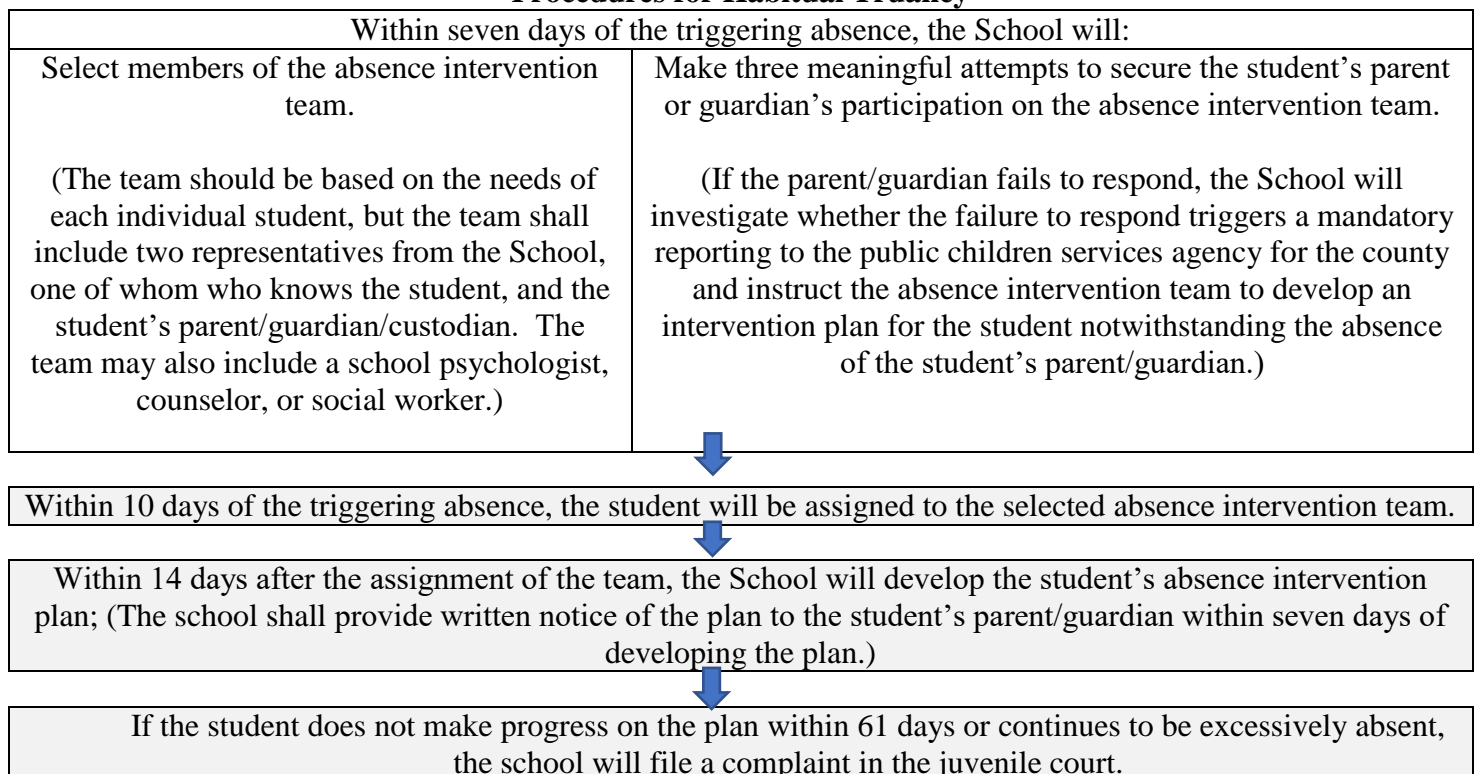 Procedures for Habitual Truancy
Within seven days of the triggering absence, the School will:
Select members of the absence intervention
team.
(The team should be based on the needs of
each individual student, but the team shall
include two representatives from the School,
one of whom who knows the student, and the
student’s parent/guardian/custodian. The
team may also include a school psychologist,
counselor, or social worker.)
Make three meaningful attempts to secure the student’s parent
or guardian’s participation on the absence intervention team.
(If the parent/guardian fails to respond, the School will
investigate whether the failure to respond triggers a mandatory
reporting to the public children services agency for the county
and instruct the absence intervention team to develop an
intervention plan for the student notwithstanding the absence
of the student’s parent/guardian.)
Within 10 days of the triggering absence, the student will be assigned to the selected absence intervention team.
Within 14 days after the assignment of the team, the School will develop the student’s absence intervention
plan; (The school shall provide written notice of the plan to the student’s parent/guardian within seven days of
developing the plan.)
If the student does not make progress on the plan within 61 days or continues to be excessively absent,
the school will file a complaint in the juvenile court.